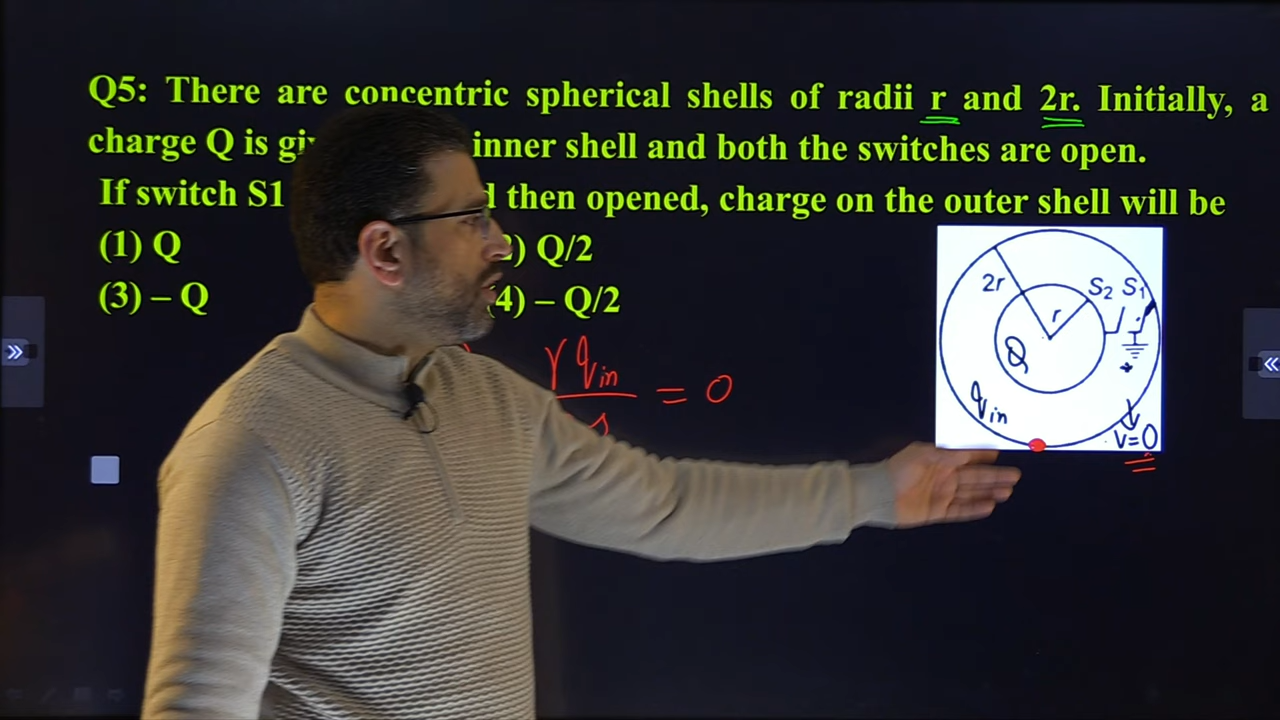 Q5: There are concentric spherical shells of radii r and 2r. Initially, a
charge Q is inner shell and both the switches are open.
If switch S1 then opened, charge on the outer shell will be
(1) Q 2) Q/2
(3) – Q 4) – Q/2
2r r S2 S1
Q
qin
V=0
qin = 0